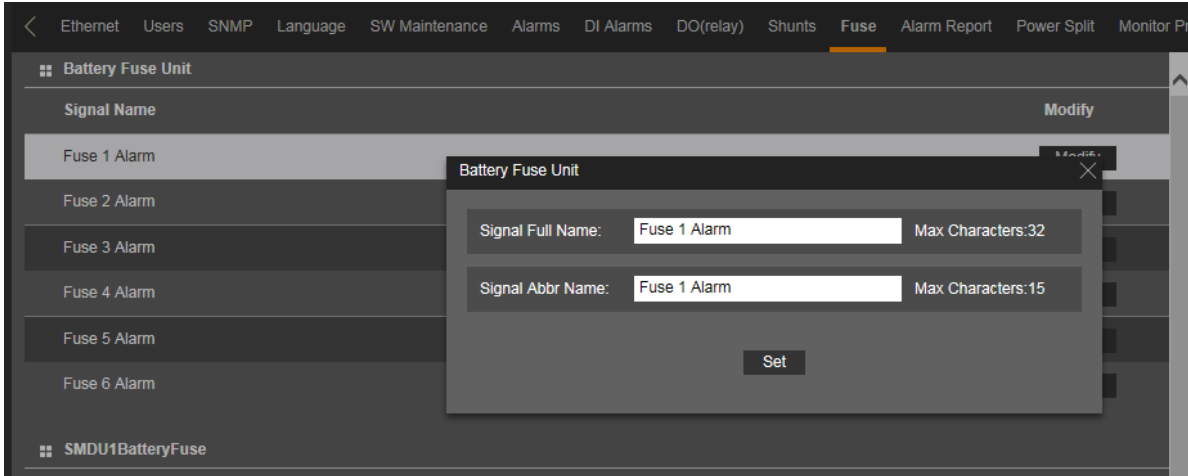 Ethernet Users SNMP Language SW Maintenance Alarms DI Alarms DO(relay) Shunts Fuse Alarm Report Power Split Monitor Pr
Battery Fuse Unit
Signal Name Modify
Fuse 1 Alarm Modify
Battery Fuse Unit
Fuse 2 Alarm
Signal Full Name: Fuse 1 Alarm Max Characters:32
Fuse 3 Alarm
Signal Abbr Name: Fuse 1 Alarm Max Characters:15
Fuse 4 Alarm
Fuse 5 Alarm
Set
Fuse 6 Alarm
SMDU1BatteryFuse